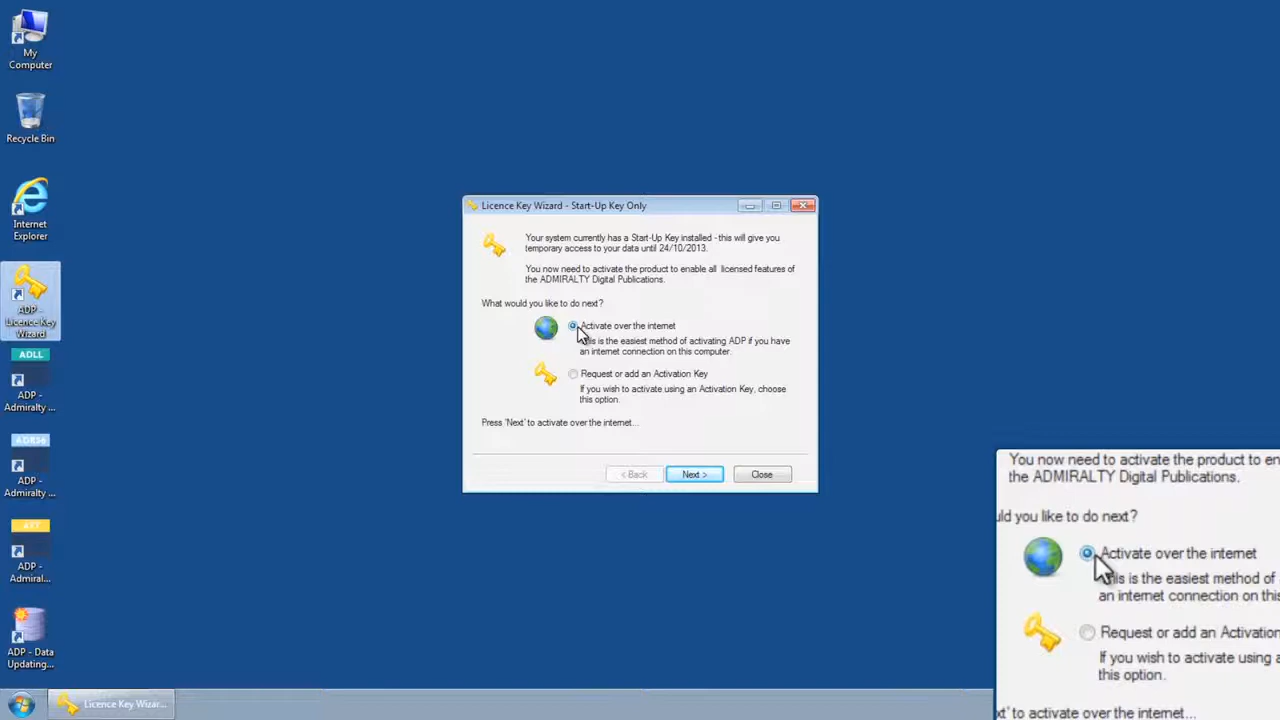 My
Computer
Recycle Bin
Internet
Explorer
ADP -
Licence Key
Wizard
ADLL
ADP -
Admiralty ...
ADRS6
ADP -
Admiralty ...
ADP -
Admiral...
ADP - Data
Updating...
Licence Key Wizard - Start-Up Key Only
Your system currently has a Start-Up Key installed - this will give you
temporary access to your data until 24/10/2013.
You now need to activate the product to enable all licensed features of
the ADMIRALTY Digital Publications.
What would you like to do next?
Activate over the internet
This is the easiest method of activating ADP if you have
an internet connection on this computer.
Request or add an Activation Key
If you wish to activate using an Activation Key, choose
this option.
Press 'Next' to activate over the internet...
< Back
Next >
Close
You now need to activate the product to en
the ADMIRALTY Digital Publications.
uld you like to do next?
Activate over the internet
his is the easiest method of
an internet connection on this
Request or add an Activation
If you wish to activate using a
this option.
xt' to activate over the internet...
Licence Key Wizar...